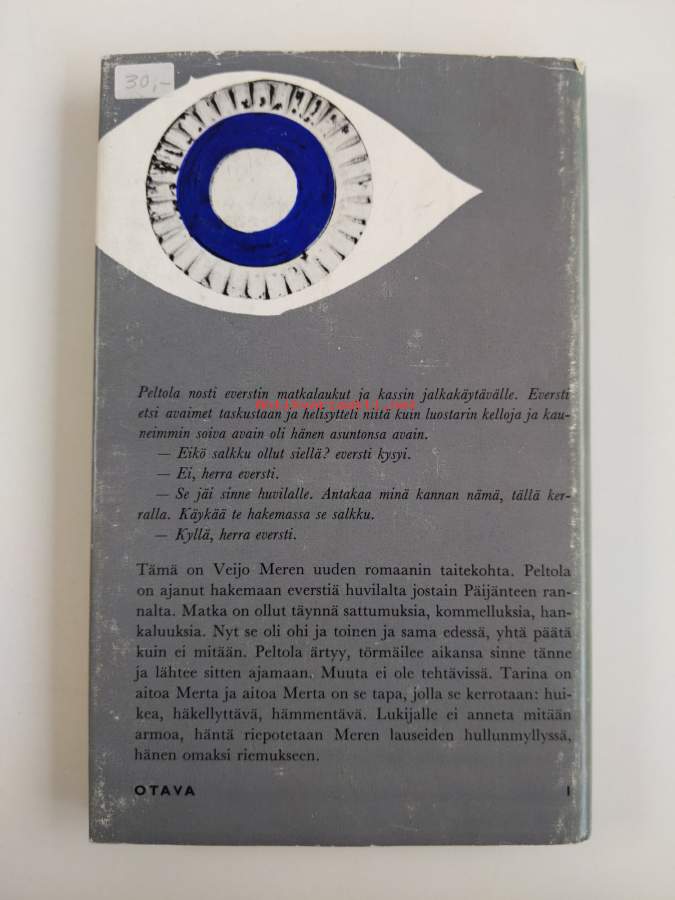 30,-
Peltola nosti everstin matkalaukut ja kassin jalkakäytävälle. Eversti
etsi avaimet taskustaan ja helisytteli niitä kuin luostarin kelloja ja kau-
neimmin soiva avain oli hänen asuntonsa avain.
— Eikö salkku ollut siellä? eversti kysyi.
— Ei, herra eversti.
— Se jäi sinne huvilalle. Antakaa minä kannan nämä, tällä ker-
ralla. Käykää te hakemassa se salkku.
— Kyllä, herra eversti.
Tämä on Veijo Meren uuden romaanin taitekohta. Peltola
on ajanut hakemaan everstiä huvilalta jostain Päijänteen ran-
nalta. Matka on ollut täynnä sattumuksia, kommelluksia, han-
kaluuksia. Nyt se oli ohi ja toinen ja sama edessä, yhtä päätä
kuin ei mitään. Peltola ärtyy, törmäilee aikansa sinne tänne
ja lähtee sitten ajamaan. Muuta ei ole tehtävissä. Tarina on
aitoa Merta ja aitoa Merta on se tapa, jolla se kerrotaan: hui-
kea, häkellyttävä, hämmentävä. Lukijalle ei anneta mitään
armoa, häntä riepotetaan Meren lauseiden hullunmyllyssä,
hänen omaksi riemukseen.
OTAVA I